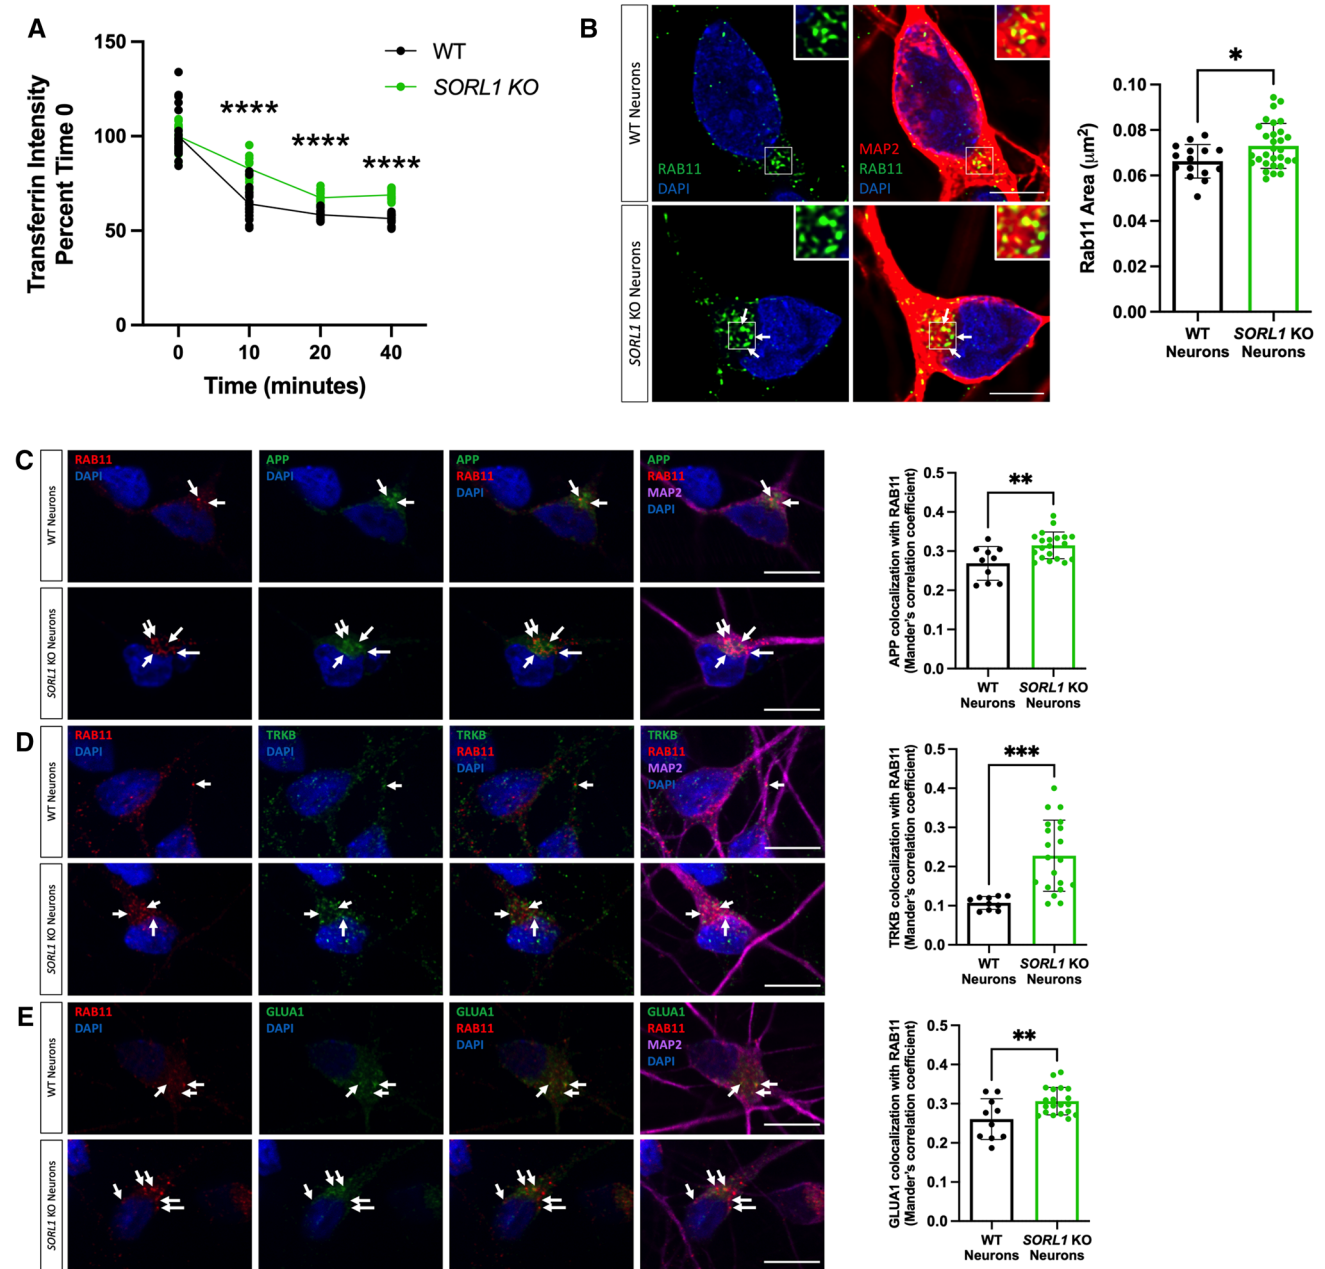 A
Transferrin Intensity
Percent Time 0
150
100
50
0
0
10
20
40
Time (minutes)
****
****
****
WT
SORL1 KO
B
WT Neurons
RAB11
DAPI
MAP2
RAB11
DAPI
SORL1 KO Neurons
Rab11 Area (μm2)
0.10
0.08
0.06
0.04
0.02
0.00
*
WT
Neurons
SORL1 KO
Neurons
C
WT Neurons
RAB11
DAPI
APP
DAPI
APP
RAB11
DAPI
APP
RAB11
MAP2
DAPI
SORL1 KO Neurons
APP colocalization with RAB11
(Mander's correlation coefficient)
0.5
0.4
0.3
0.2
0.1
0.0
**
WT
Neurons
SORL1 KO
Neurons
D
WT Neurons
RAB11
DAPI
TRKB
DAPI
TRKB
RAB11
DAPI
TRKB
RAB11
MAP2
DAPI
SORL1 KO Neurons
TRKB colocalization with RAB11
(Mander's correlation coefficient)
0.5
0.4
0.3
0.2
0.1
0.0
***
WT
Neurons
SORL1 KO
Neurons
E
WT Neurons
RAB11
DAPI
GLUA1
DAPI
GLUA1
RAB11
DAPI
GLUA1
RAB11
MAP2
DAPI
SORL1 KO Neurons
GLUA1 colocalization with RAB11
(Mander's correlation coefficient)
0.5
0.4
0.3
0.2
0.1
0.0
**
WT
Neurons
SORL1 KO
Neurons